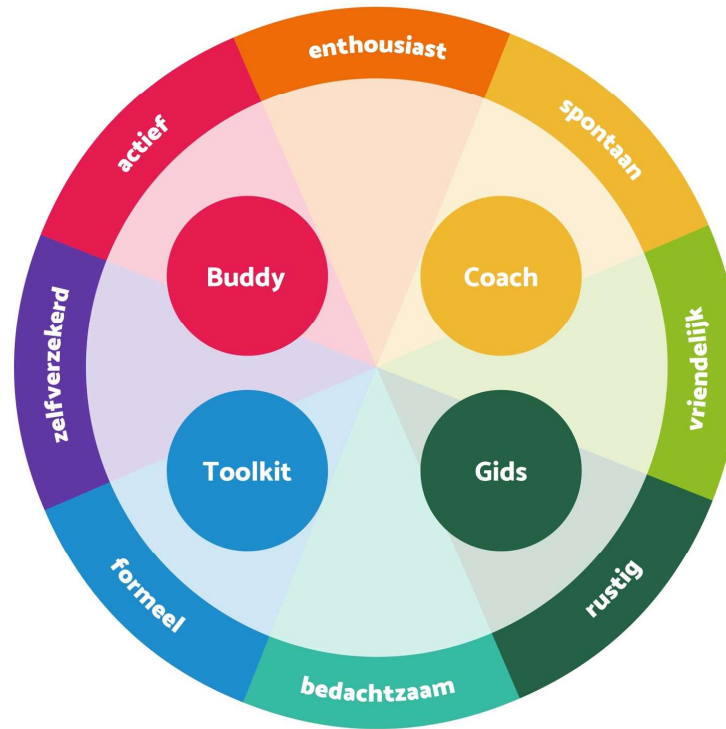 enthousiast
spontaan
vriendelijk
rustig
bedachtzaam
formeel
zelfverzekerd
actief
Buddy
Coach
Toolkit
Gids